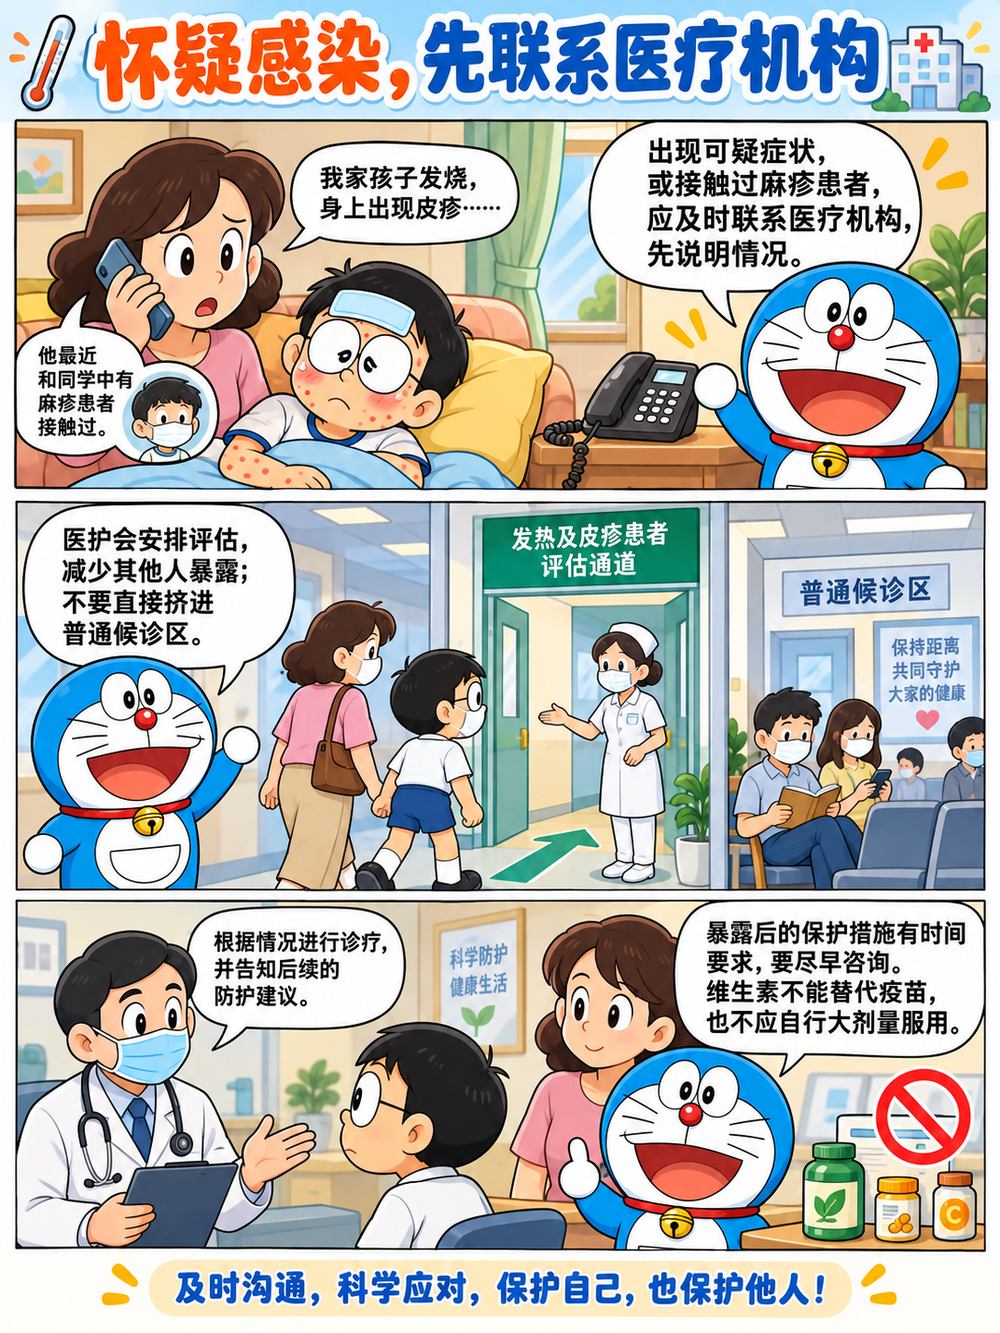 怀疑感染，先联系医疗机构
我家孩子发烧，
身上出现皮疹……
出现可疑症状，
或接触过麻疹患者，
应及时联系医疗机构，
先说明情况。
他最近
和同学中有
麻疹患者
接触过。
医护会安排评估，
减少其他人暴露；
不要直接挤进
普通候诊区。
发热及皮疹患者
评估通道
普通候诊区
保持距离
共同守护
大家的健康
根据情况进行诊疗，
并告知后续的
防护建议。
科学防护
健康生活
暴露后的保护措施有时间
要求，要尽早咨询。
维生素不能替代疫苗，
也不应自行大剂量服用。
C
及时沟通，科学应对，保护自己，也保护他人！